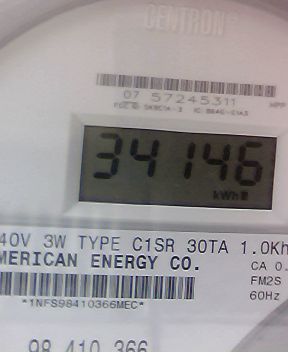 CENTRON®
07 57245311
34146
kWh
40V 3W TYPE C1SR 30TA 1.0Kh
MERICAN ENERGY CO.
CA 0.
FM2S
60Hz
*1NFS98410366MEC*
98 410 366